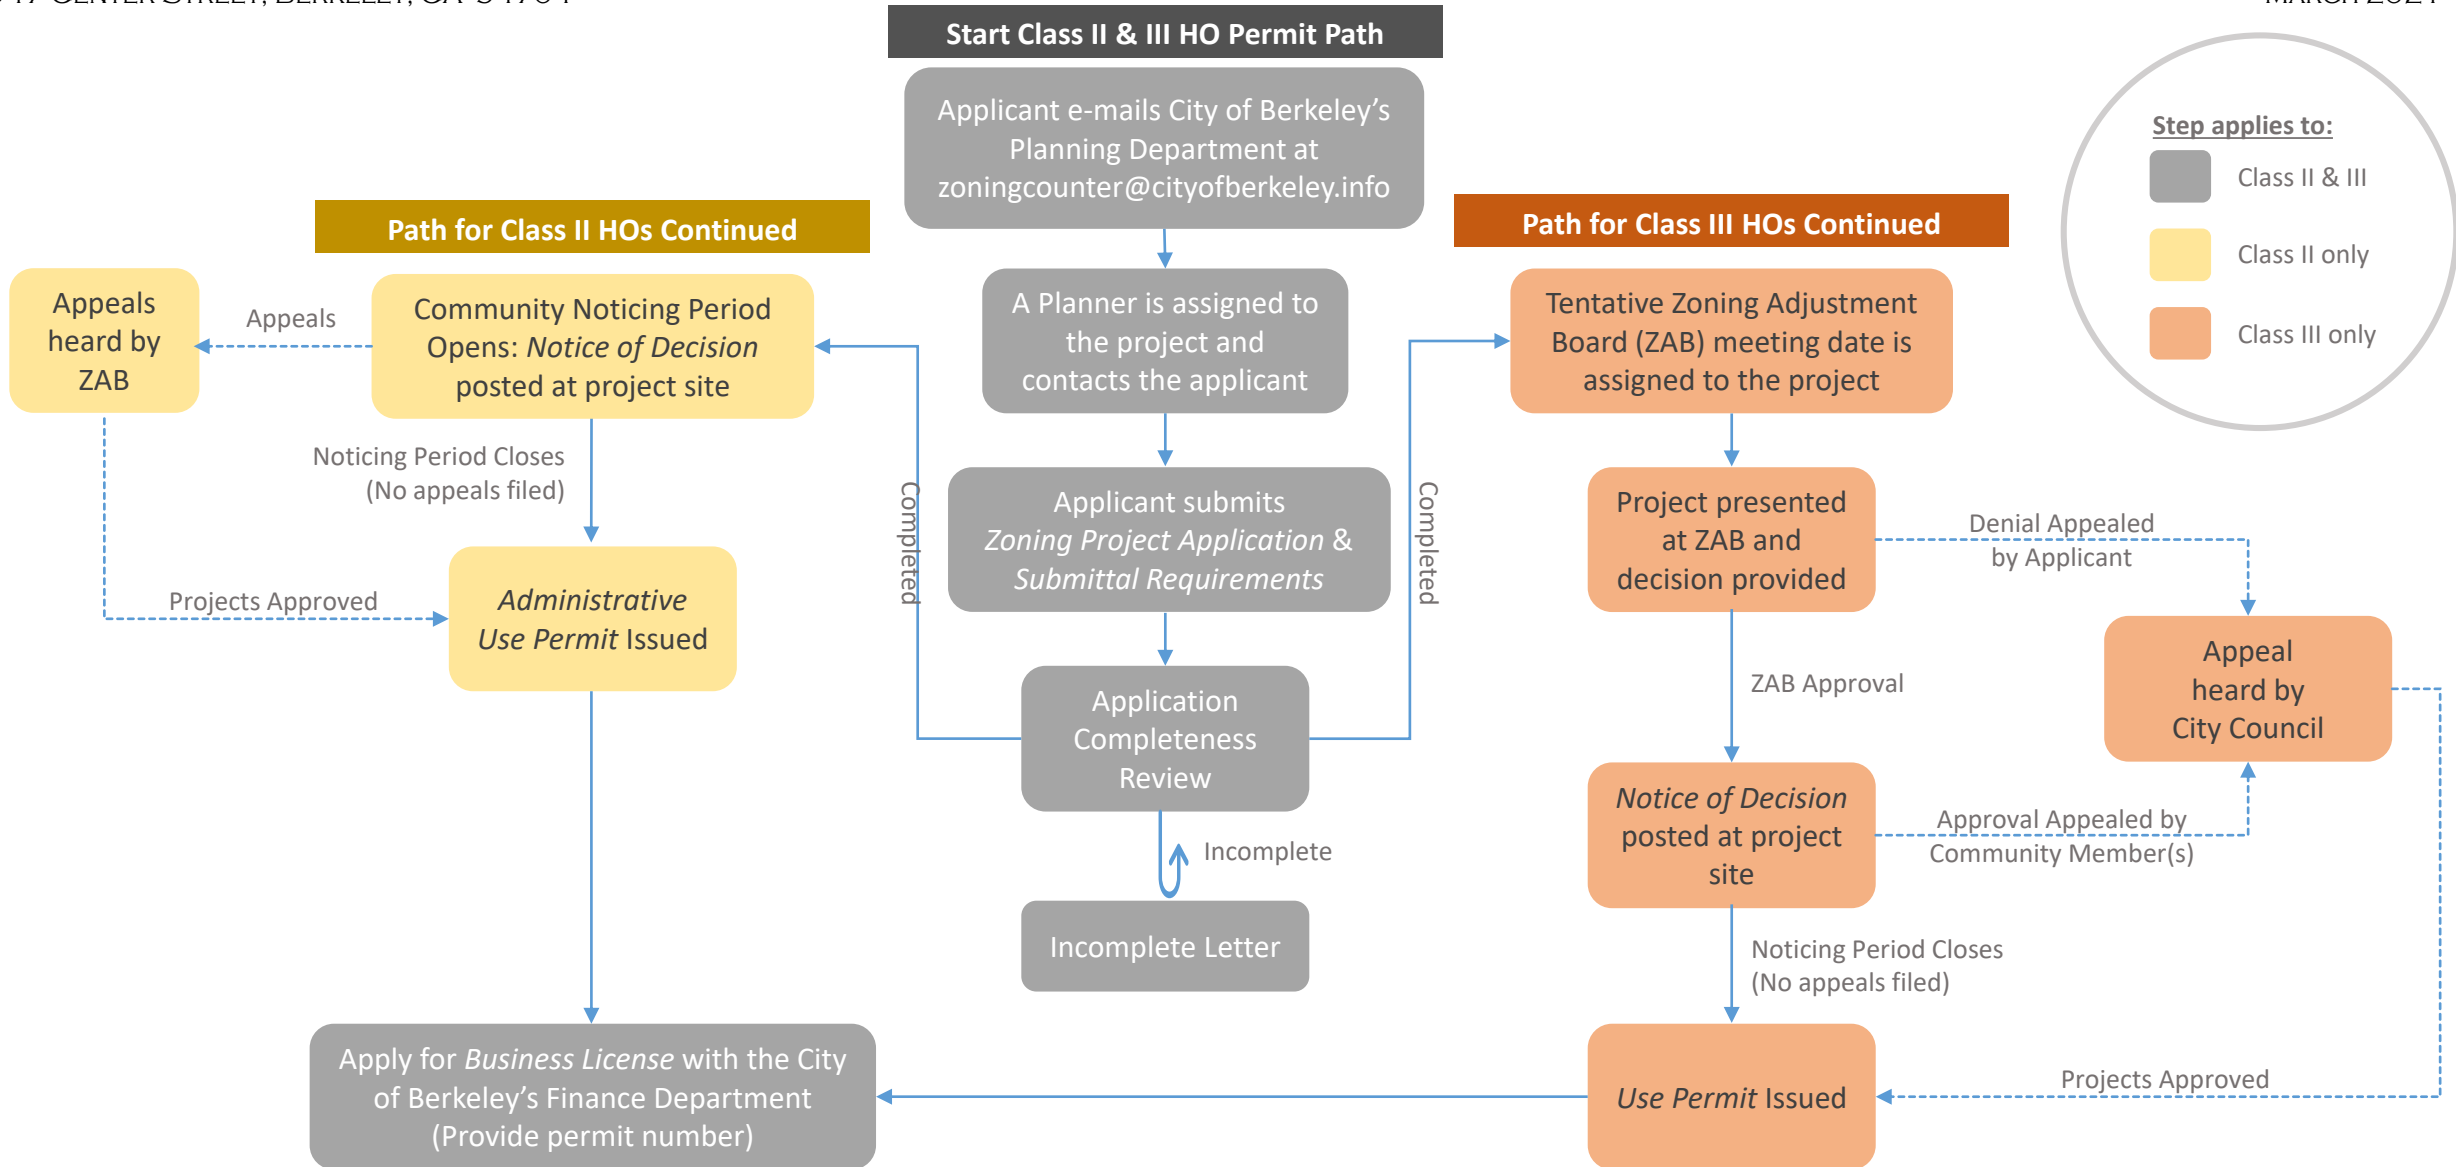 CENTER STREET, BERKELEY, CA
MARCH
Start Class II & III HO Permit Path
Applicant e-mails City of Berkeley’s
Planning Department at
zoningcounter@cityofberkeley.info
Step applies to:
Class II & III
Class II only
Class III only
Path for Class II HOs Continued
Path for Class III HOs Continued
Appeals
heard by
ZAB
Appeals
Community Noticing Period
Opens: Notice of Decision
posted at project site
A Planner is assigned to
the project and
contacts the applicant
Tentative Zoning Adjustment
Board (ZAB) meeting date is
assigned to the project
Noticing Period Closes
(No appeals filed)
Completed
Applicant submits
Zoning Project Application &
Submittal Requirements
Completed
Project presented
at ZAB and
decision provided
Denial Appealed
by Applicant
Projects Approved
Administrative
Use Permit Issued
Application
Completeness
Review
ZAB Approval
Appeal
heard by
City Council
Incomplete
Notice of Decision
posted at project
site
Approval Appealed by
Community Member(s)
Incomplete Letter
Noticing Period Closes
(No appeals filed)
Apply for Business License with the City
of Berkeley’s Finance Department
(Provide permit number)
Use Permit Issued
Projects Approved